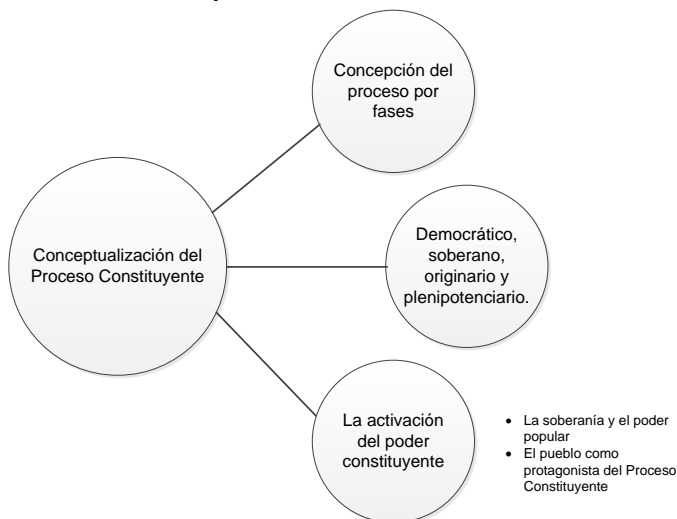 Concepción del
proceso por
fases
Conceptualización del
Proceso Constituyente
Democrático,
soberano,
originario y
plenipotenciario.
La activación
del poder
constituyente
• La soberanía y el poder
popular
• El pueblo como
protagonista del Proceso
Constituyente